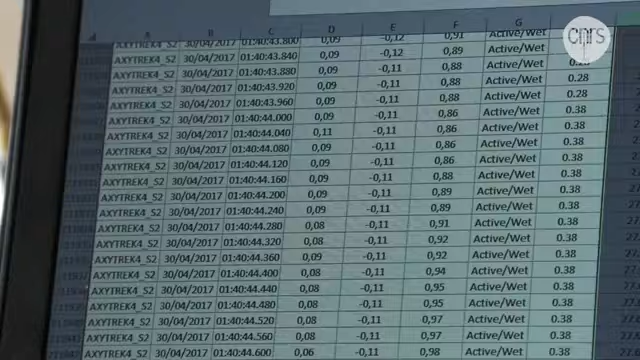 A B C D E F G
AXYTREK4_S2 30/04/2017 01:40:43.800 0,09 -0,12 0,91 Active/Wet
cnrs
AXYTREK4_S2 30/04/2017 01:40:43.840 0,09 -0,12 0,89 Active/Wet
AXYTREK4_S2 30/04/2017 01:40:43.880 0,09 -0,11 0,88 Active/Wet 0.28
AXYTREK4_S2 30/04/2017 01:40:43.920 0,09 -0,11 0,88 Active/Wet 0.28
AXYTREK4_S2 30/04/2017 01:40:43.960 0,09 -0,11 0,88 Active/Wet 0.28
AXYTREK4_S2 30/04/2017 01:40:44.000 0,09 -0,11 0,86 Active/Wet 0.38
AXYTREK4_S2 30/04/2017 01:40:44.040 0,11 -0,11 0,86 Active/Wet 0.38
AXYTREK4_S2 30/04/2017 01:40:44.080 0,09 -0,11 0,86 Active/Wet 0.38
AXYTREK4_S2 30/04/2017 01:40:44.120 0,09 -0,11 0,86 Active/Wet 0.38
AXYTREK4_S2 30/04/2017 01:40:44.160 0,09 -0,11 0,88 Active/Wet 0.38
AXYTREK4_S2 30/04/2017 01:40:44.200 0,09 -0,11 0,89 Active/Wet 0.38
AXYTREK4_S2 30/04/2017 01:40:44.240 0,09 -0,11 0,89 Active/Wet 0.38
AXYTREK4_S2 30/04/2017 01:40:44.280 0,08 -0,11 0,91 Active/Wet 0.38
AXYTREK4_S2 30/04/2017 01:40:44.320 0,08 -0,11 0,92 Active/Wet 0.38
AXYTREK4_S2 30/04/2017 01:40:44.360 0,09 -0,11 0,92 Active/Wet 0.38
AXYTREK4_S2 30/04/2017 01:40:44.400 0,08 -0,11 0,94 Active/Wet 0.38
AXYTREK4_S2 30/04/2017 01:40:44.440 0,08 -0,11 0,95 Active/Wet 0.38
AXYTREK4_S2 30/04/2017 01:40:44.480 0,08 -0,11 0,95 Active/Wet 0.38
AXYTREK4_S2 30/04/2017 01:40:44.520 0,08 -0,11 0,97 Active/Wet 0.38
AXYTREK4_S2 30/04/2017 01:40:44.560 0,08 -0,11 0,97 Active/Wet 0.38
AXYTREK4_S2 30/04/2017 01:40:44.600 0,06 -0,11 0,98 Active/Wet 0.38